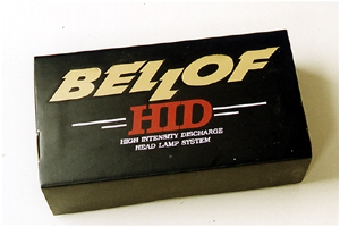 BELLOF
HID
HIGH INTENSITY DISCHARGE
HEAD LAMP SYSTEM